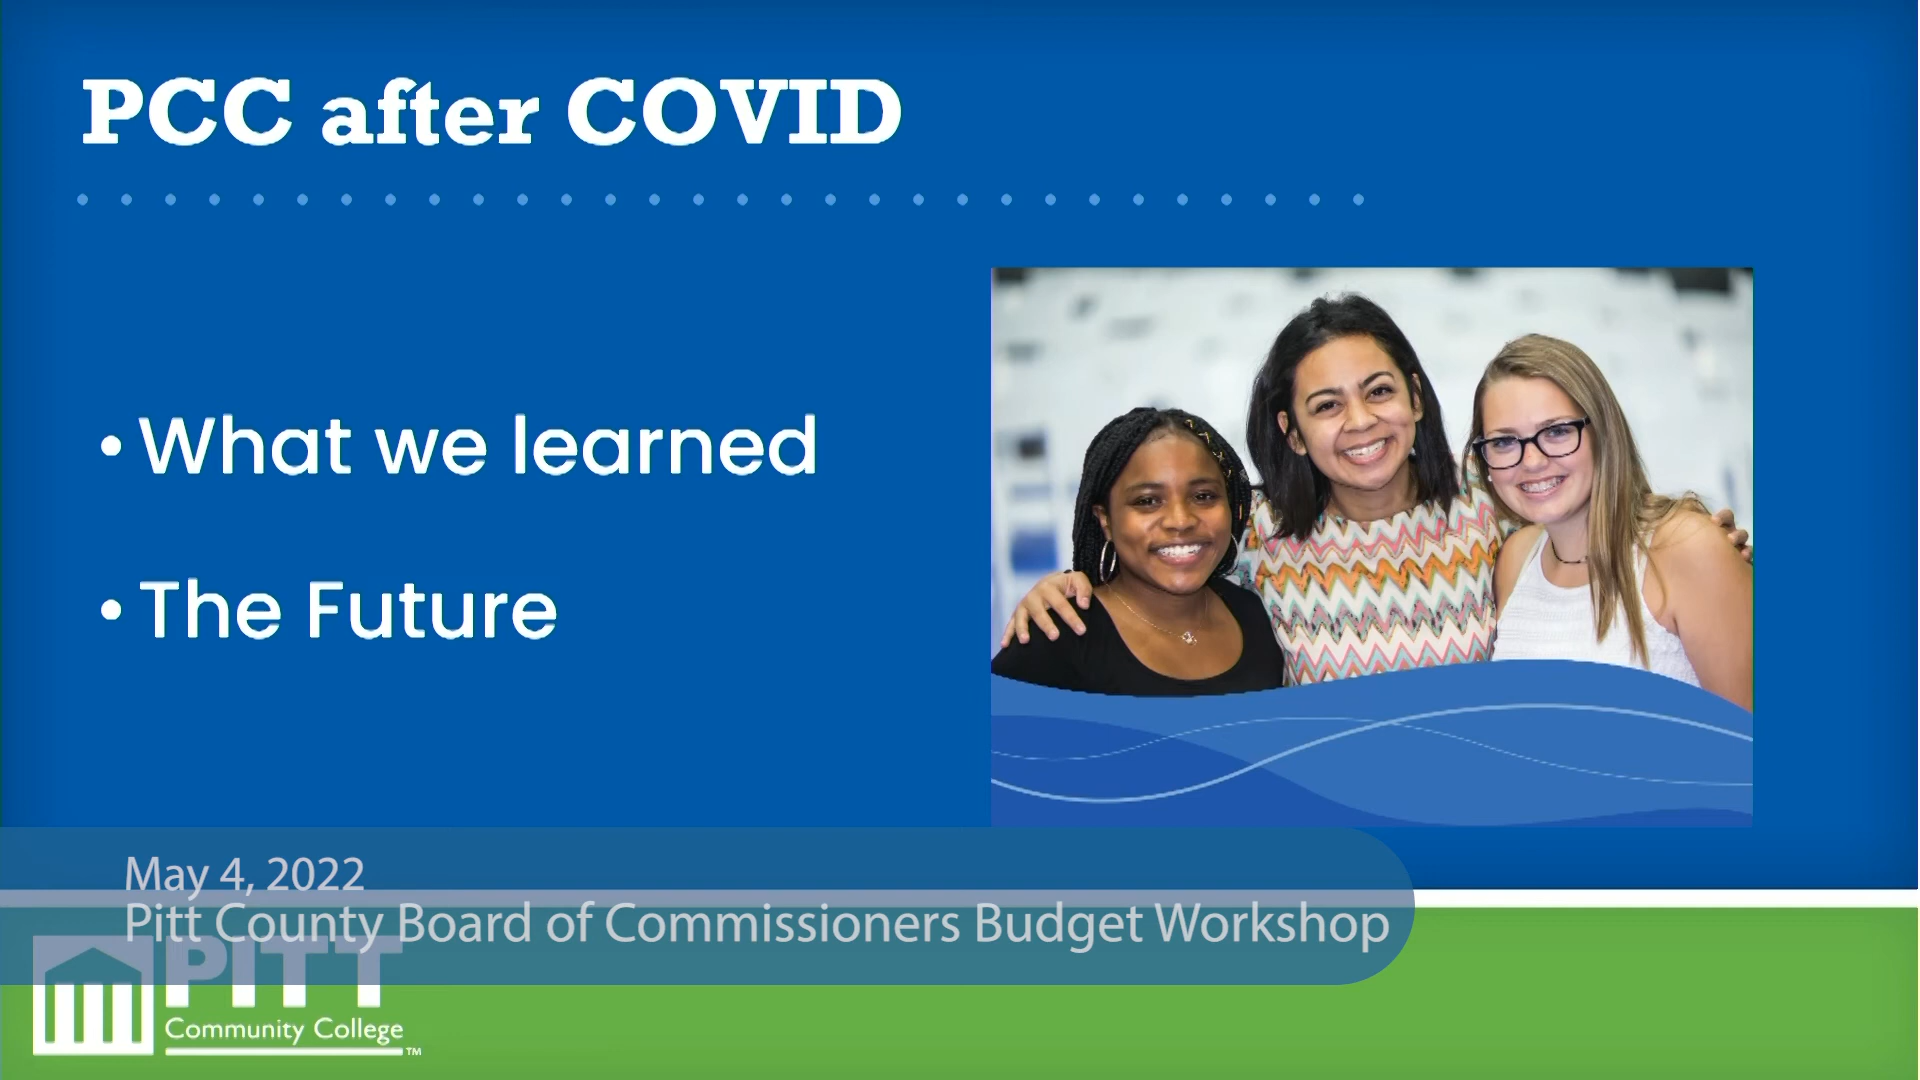 PCC after COVID
• What we learned
• The Future
May 4, 2022
Pitt County Board of Commissioners Budget Workshop
PITT
Community College
TM